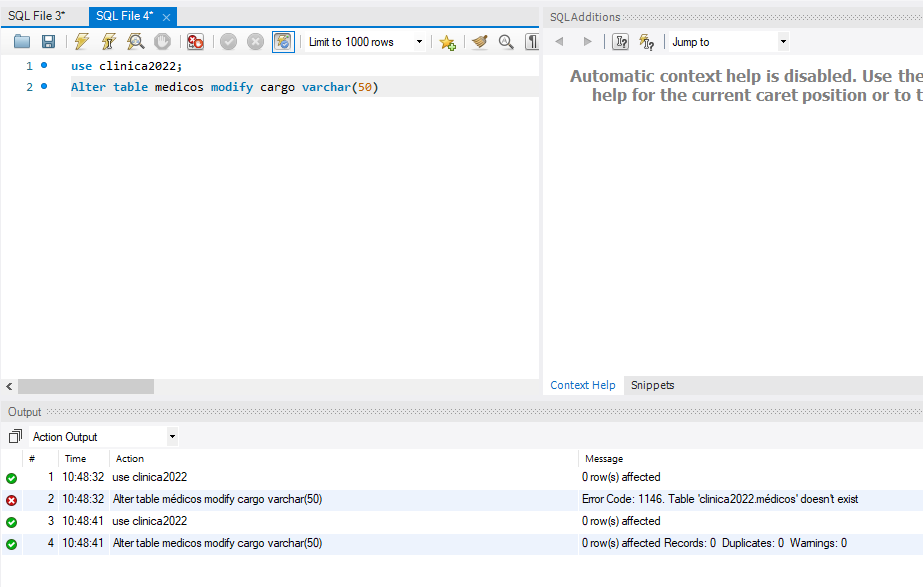 SQL File 3*
SQL File 4*
SQLAdditions
Limit to 1000 rows
Jump to
1 use clinica2022;
2 Alter table medicos modify cargo varchar(50)
Automatic context help is disabled. Use the
help for the current caret position or to t
Context Help Snippets
Output
Action Output
# Time Action Message
1 10:48:32 use clinica2022 0 row(s) affected
2 10:48:32 Alter table médicos modify cargo varchar(50) Error Code: 1146. Table 'clinica2022.médicos' doesn't exist
3 10:48:41 use clinica2022 0 row(s) affected
4 10:48:41 Alter table medicos modify cargo varchar(50) 0 row(s) affected Records: 0 Duplicates: 0 Warnings: 0